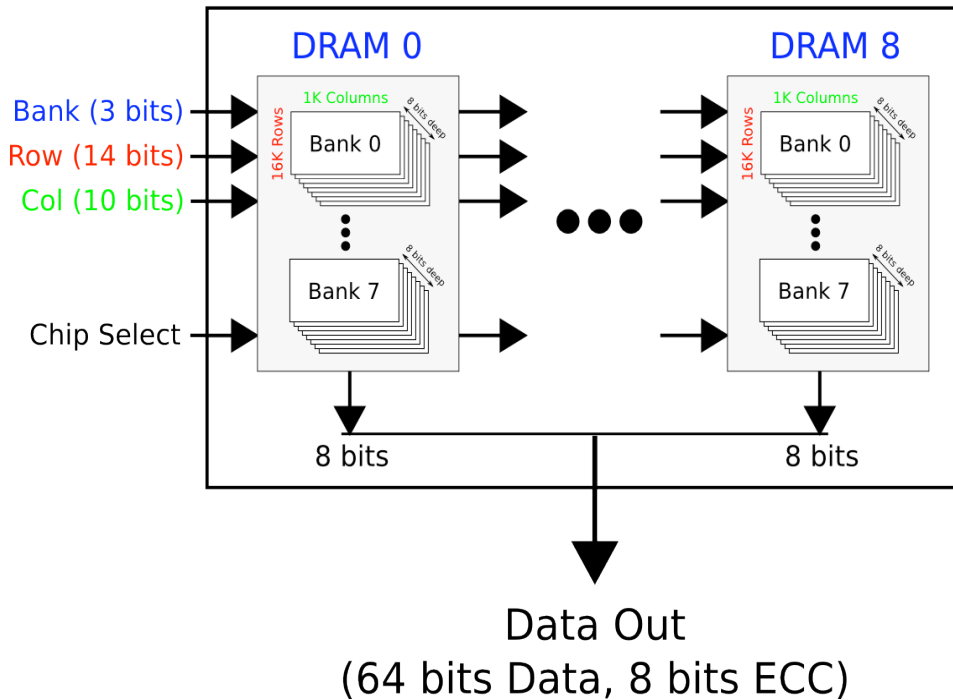 DRAM 0
DRAM 8
Bank (3 bits)
Row (14 bits)
Col (10 bits)
Chip Select
1K Columns
16K Rows
8 bits deep
Bank 0
8 bits deep
Bank 7
1K Columns
16K Rows
8 bits deep
Bank 0
8 bits deep
Bank 7
8 bits
8 bits
Data Out
(64 bits Data, 8 bits ECC)